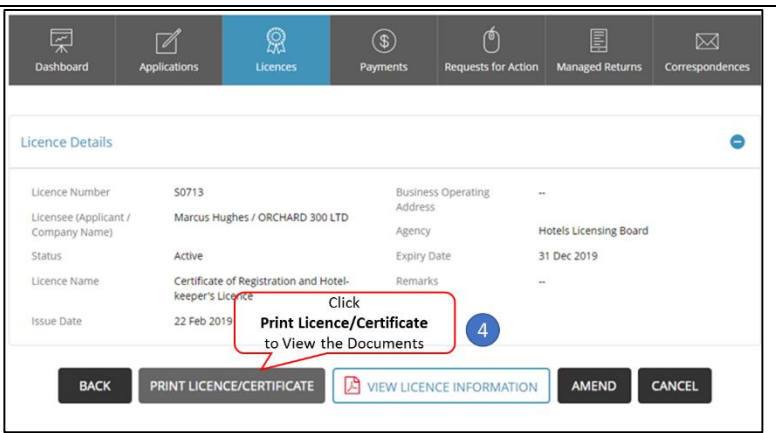 Dashboard
Applications
Licences
Payments
Requests for Action
Managed Returns
Correspondences
Licence Details
Licence Number
S0713
Licensee (Applicant /
Company Name)
Marcus Hughes / ORCHARD 300 LTD
Status
Active
Licence Name
Certificate of Registration and Hotel-
keeper's Licence
Issue Date
22 Feb 2019
Business Operating
Address
--
Agency
Hotels Licensing Board
Expiry Date
31 Dec 2019
Remarks
--
Click
Print Licence/Certificate
to View the Documents
4
BACK
PRINT LICENCE/CERTIFICATE
VIEW LICENCE INFORMATION
AMEND
CANCEL